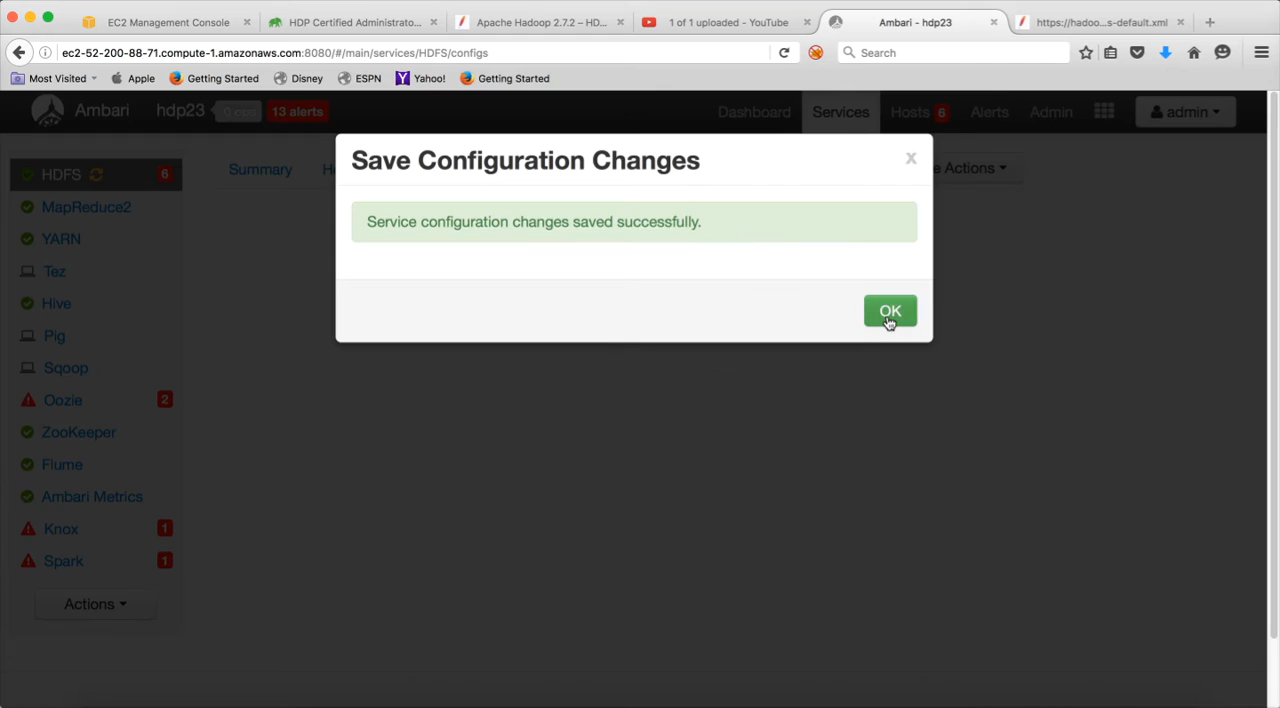 EC2 Management Console
HDP Certified Administrato...
Apache Hadoop 2.7.2 – HD...
1 of 1 uploaded - YouTube
Ambari - hdp23
https://hadoo...s-default.xml
ec2-52-200-88-71.compute-1.amazonaws.com:8080/#/main/services/HDFS/configs
Search
Most Visited
Apple
Getting Started
Disney
ESPN
Yahoo!
Getting Started
Ambari
hdp23
0 ops
13 alerts
Dashboard
Services
Hosts 6
Alerts
Admin
admin
Save Configuration Changes
x
Service configuration changes saved successfully.
OK
Summary
e Actions
HDFS 6
MapReduce2
YARN
Tez
Hive
Pig
Sqoop
Oozie 2
ZooKeeper
Flume
Ambari Metrics
Knox 1
Spark 1
Actions